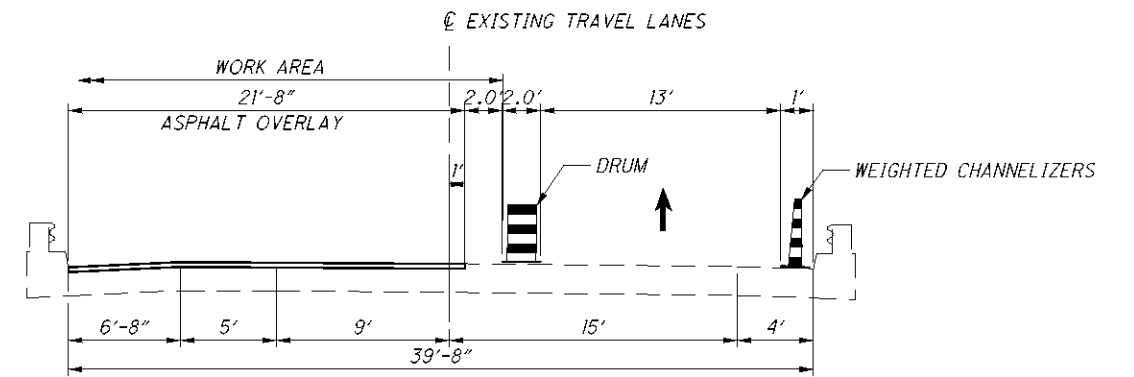 ℄ EXISTING TRAVEL LANES
WORK AREA
21'-8" 2.0' 2.0' 13' 1'
ASPHALT OVERLAY
1'
DRUM
WEIGHTED CHANNELIZERS
6'-8" 5' 9' 15' 4'
39'-8"